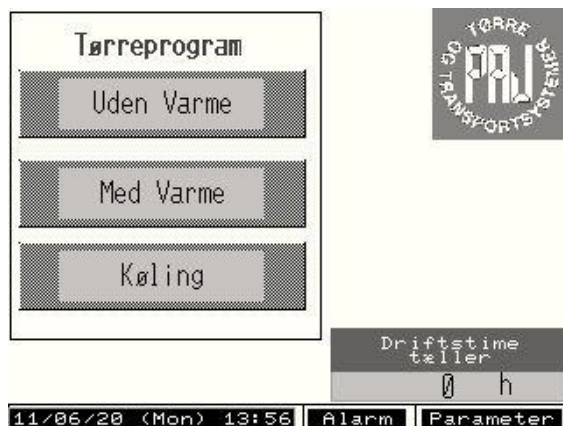 Tørreprogram
Uden Varme
Med Varme
Køling
TØRRE
PAJ
OG TRANSPORTSYSTEMER
Driftstime
tæller
0 h
11/06/20 (Mon) 13:56 Alarm Parameter